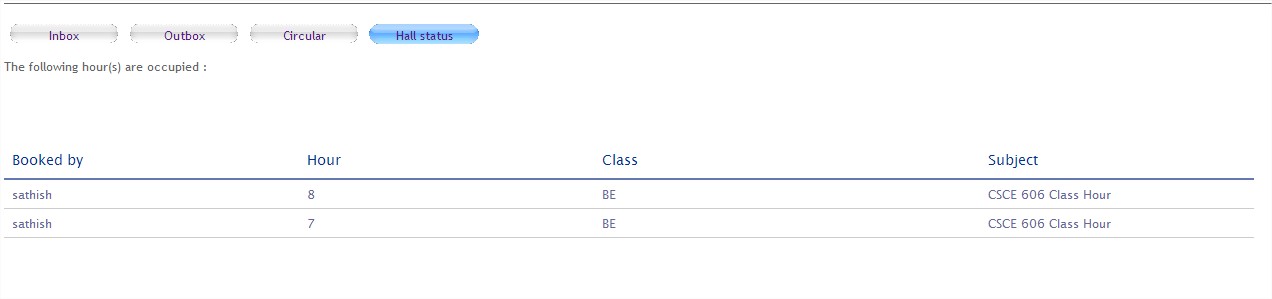 Inbox Outbox Circular Hall status
The following hour(s) are occupied :
Booked by Hour Class Subject
sathish 8 BE CSCE 606 Class Hour
sathish 7 BE CSCE 606 Class Hour